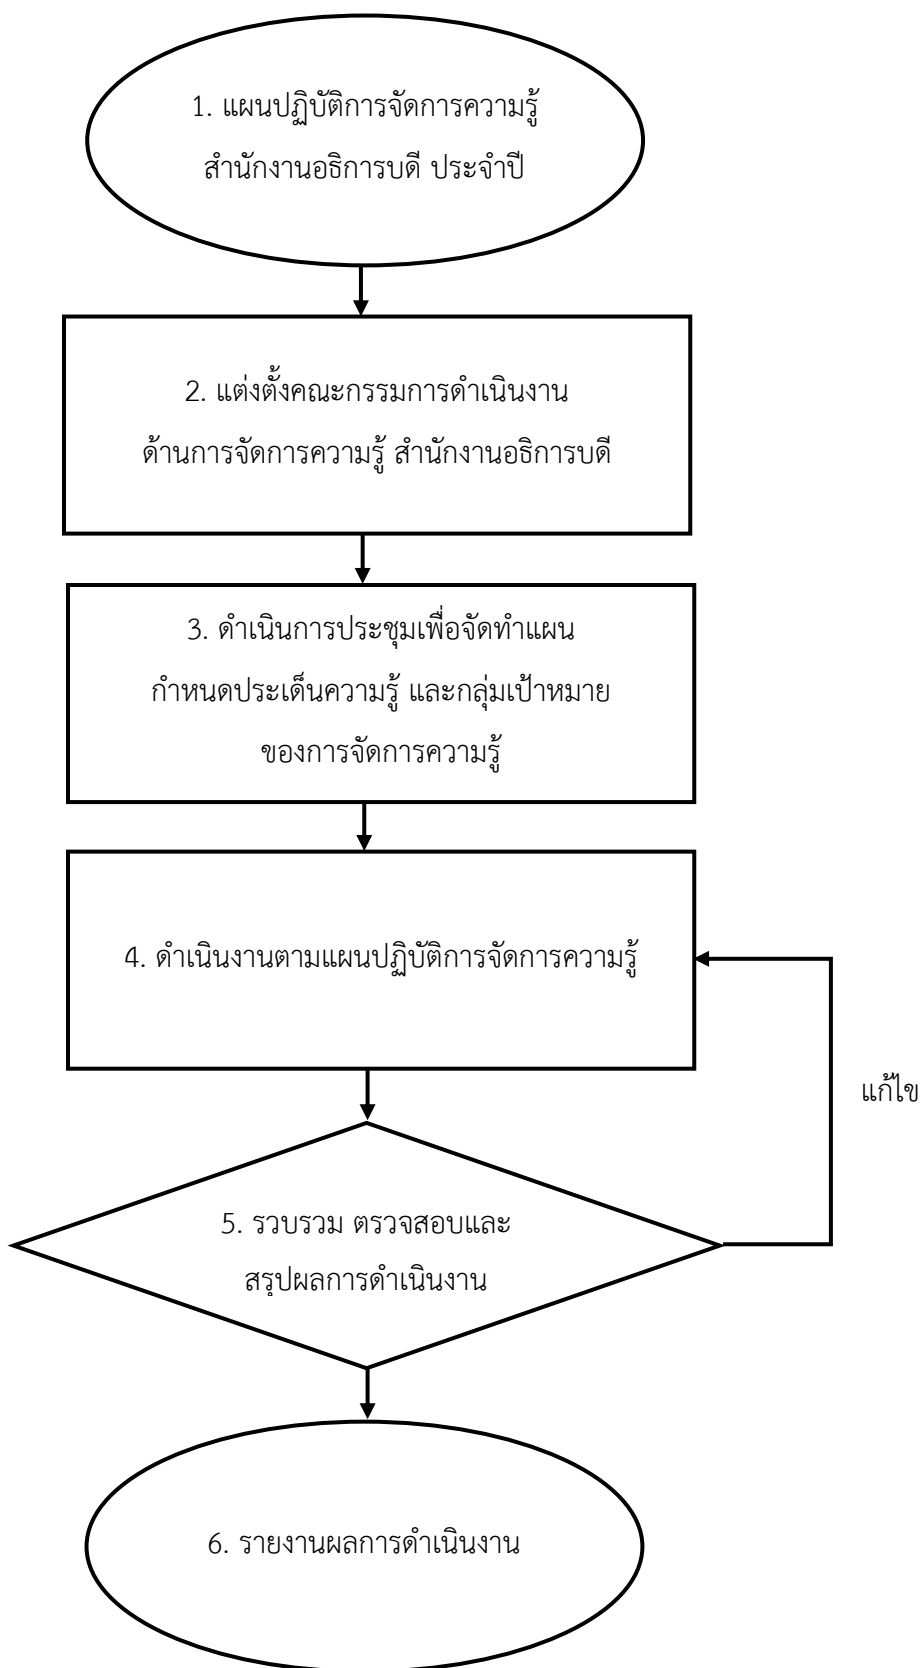 1. แผนปฏิบัติการจัดการความรู้
สำนักงานอธิการบดี ประจำปี
2. แต่งตั้งคณะกรรมการดำเนินงาน
ด้านการจัดการความรู้ สำนักงานอธิการบดี
3. ดำเนินการประชุมเพื่อจัดทำแผน
กำหนดประเด็นความรู้ และกลุ่มเป้าหมาย
ของการจัดการความรู้
4. ดำเนินงานตามแผนปฏิบัติการจัดการความรู้
แก้ไข
5. รวบรวม ตรวจสอบและ
สรุปผลการดำเนินงาน
6. รายงานผลการดำเนินงาน